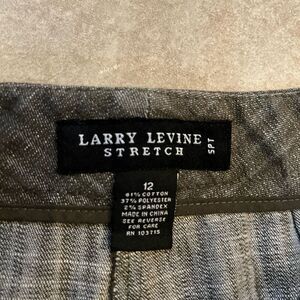 LARRY LEVINE
STRETCH
SPT
12
61% COTTON
37% POLYESTER
2% SPANDEX
MADE IN CHINA
SEE REVERSE
FOR CARE
RN 103715